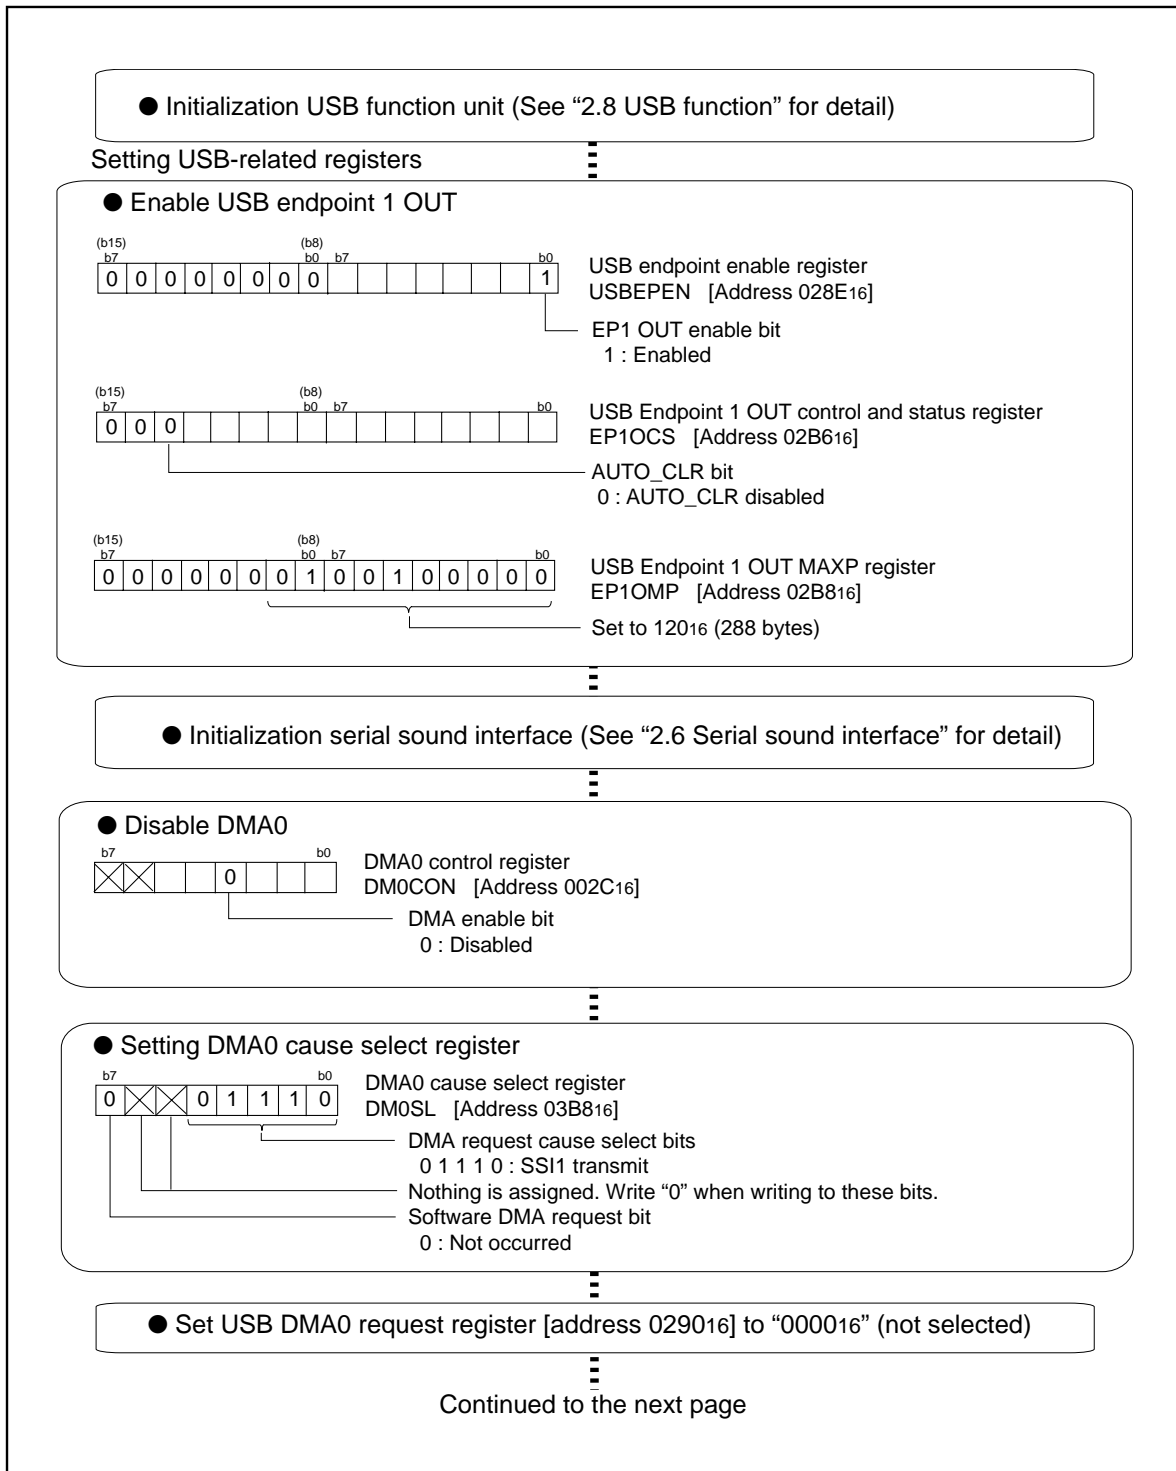 ● Initialization USB function unit (See “2.8 USB function” for detail)
Setting USB-related registers
● Enable USB endpoint 1 OUT
(b15) (b8)
b7 b0 b7 b0
0 0 0 0 0 0 0 0 1
USB endpoint enable register
USBEPEN [Address 028E16]
EP1 OUT enable bit
1 : Enabled
(b15) (b8)
b7 b0 b7 b0
0 0 0
USB Endpoint 1 OUT control and status register
EP1OCS [Address 02B616]
AUTO_CLR bit
0 : AUTO_CLR disabled
(b15) (b8)
b7 b0 b7 b0
0 0 0 0 0 0 0 1 0 0 1 0 0 0 0 0
USB Endpoint 1 OUT MAXP register
EP1OMP [Address 02B816]
Set to 12016 (288 bytes)
● Initialization serial sound interface (See “2.6 Serial sound interface” for detail)
● Disable DMA0
b7 b0
0
DMA0 control register
DM0CON [Address 002C16]
DMA enable bit
0 : Disabled
● Setting DMA0 cause select register
b7 b0
0 0 1 1 1 0
DMA0 cause select register
DM0SL [Address 03B816]
DMA request cause select bits
0 1 1 1 0 : SSI1 transmit
Nothing is assigned. Write “0” when writing to these bits.
Software DMA request bit
0 : Not occurred
● Set USB DMA0 request register [address 029016] to “000016” (not selected)
Continued to the next page